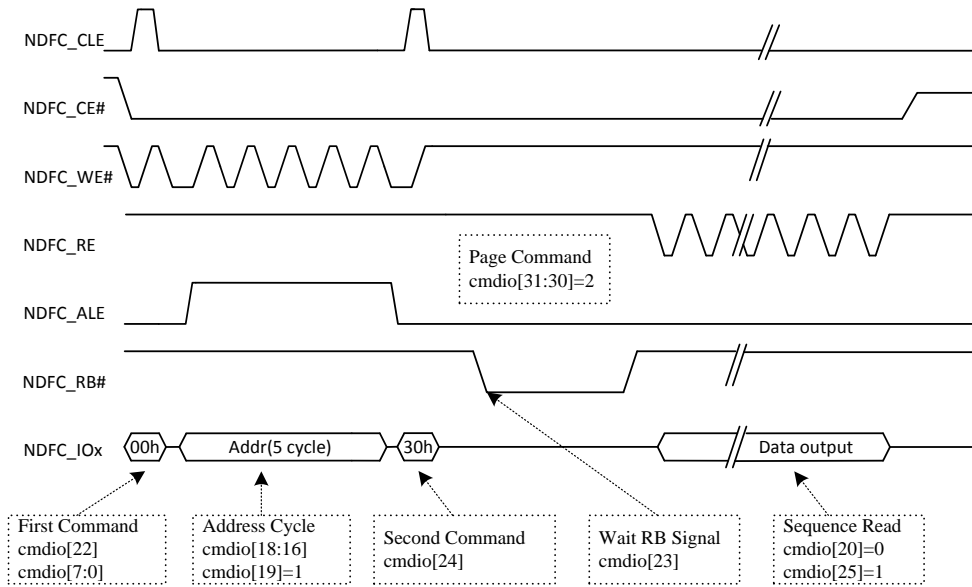 NDFC_CLE
NDFC_CE#
NDFC_WE#
NDFC_RE
Page Command
cmdio[31:30]=2
NDFC_ALE
NDFC_RB#
NDFC_IOx
00h
Addr(5 cycle)
30h
Data output
First Command
cmdio[22]
cmdio[7:0]
Address Cycle
cmdio[18:16]
cmdio[19]=1
Second Command
cmdio[24]
Wait RB Signal
cmdio[23]
Sequence Read
cmdio[20]=0
cmdio[25]=1